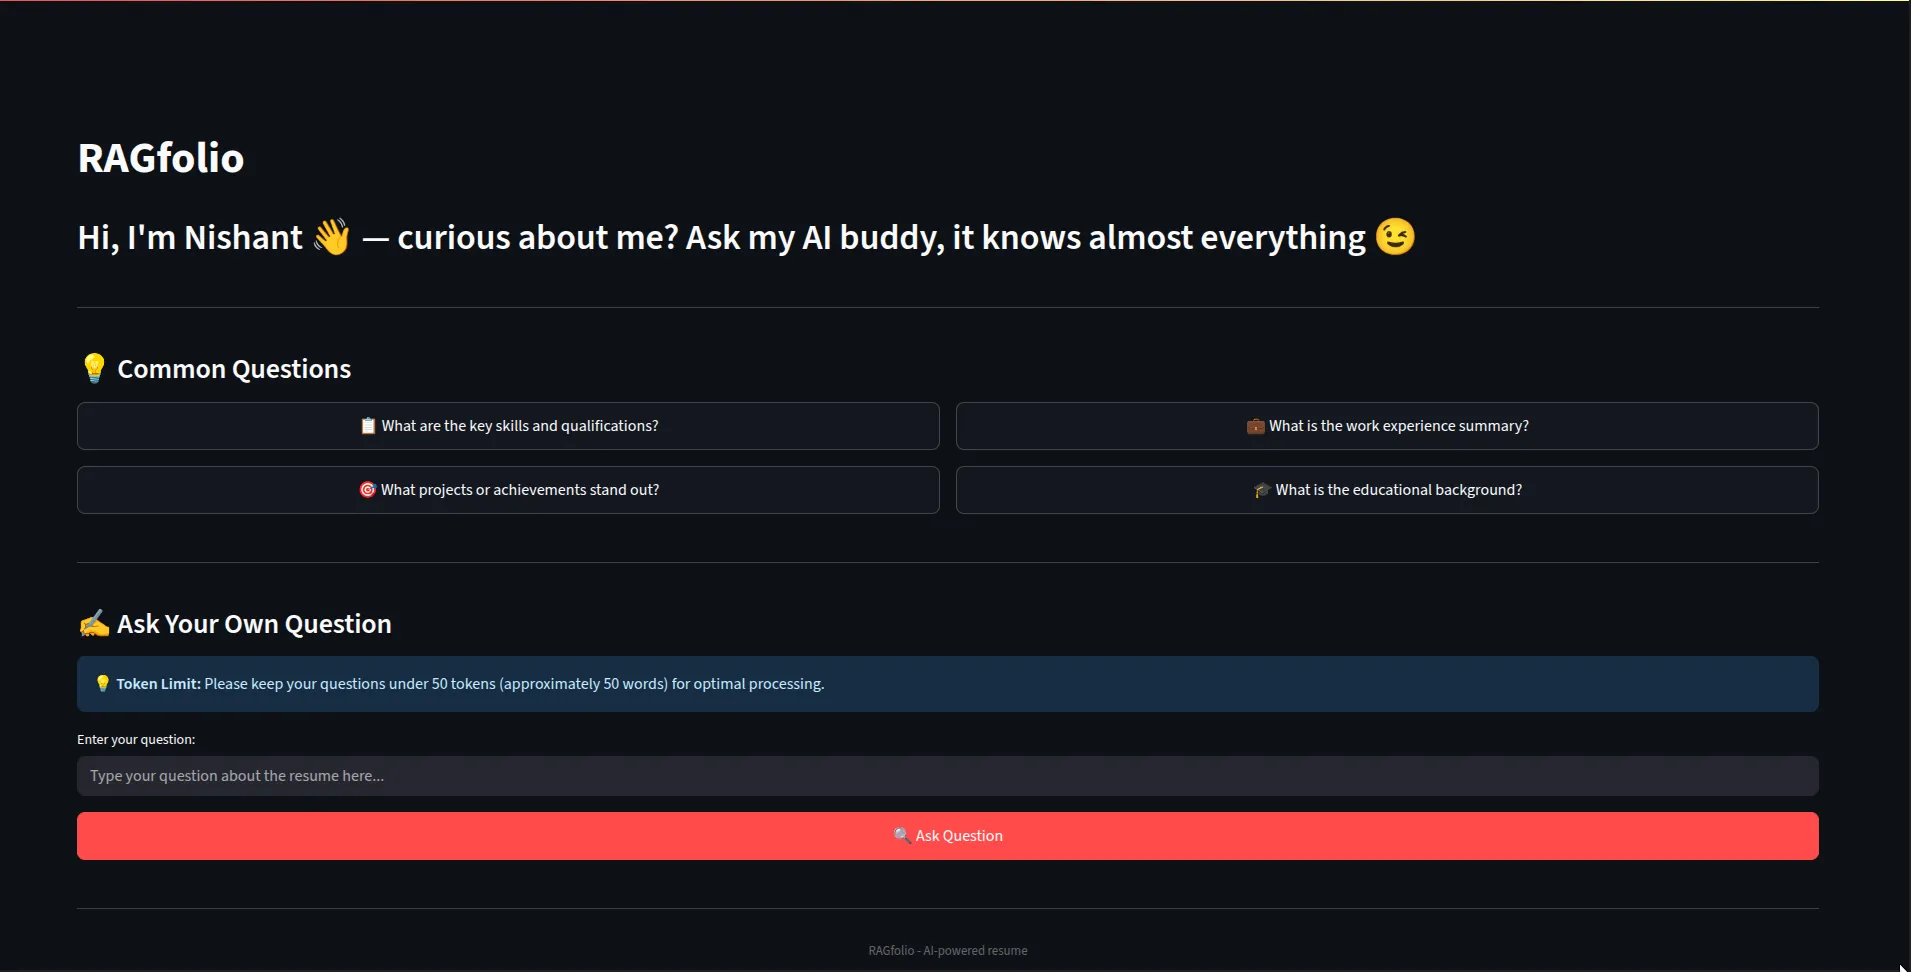 RAGfolio
Hi, I'm Nishant 👋 — curious about me? Ask my AI buddy, it knows almost everything 😉
💡 Common Questions
📋 What are the key skills and qualifications?
💼 What is the work experience summary?
🎯 What projects or achievements stand out?
🎓 What is the educational background?
✍️ Ask Your Own Question
💡 Token Limit: Please keep your questions under 50 tokens (approximately 50 words) for optimal processing.
Enter your question:
Type your question about the resume here...
🔍 Ask Question
RAGfolio - AI-powered resume